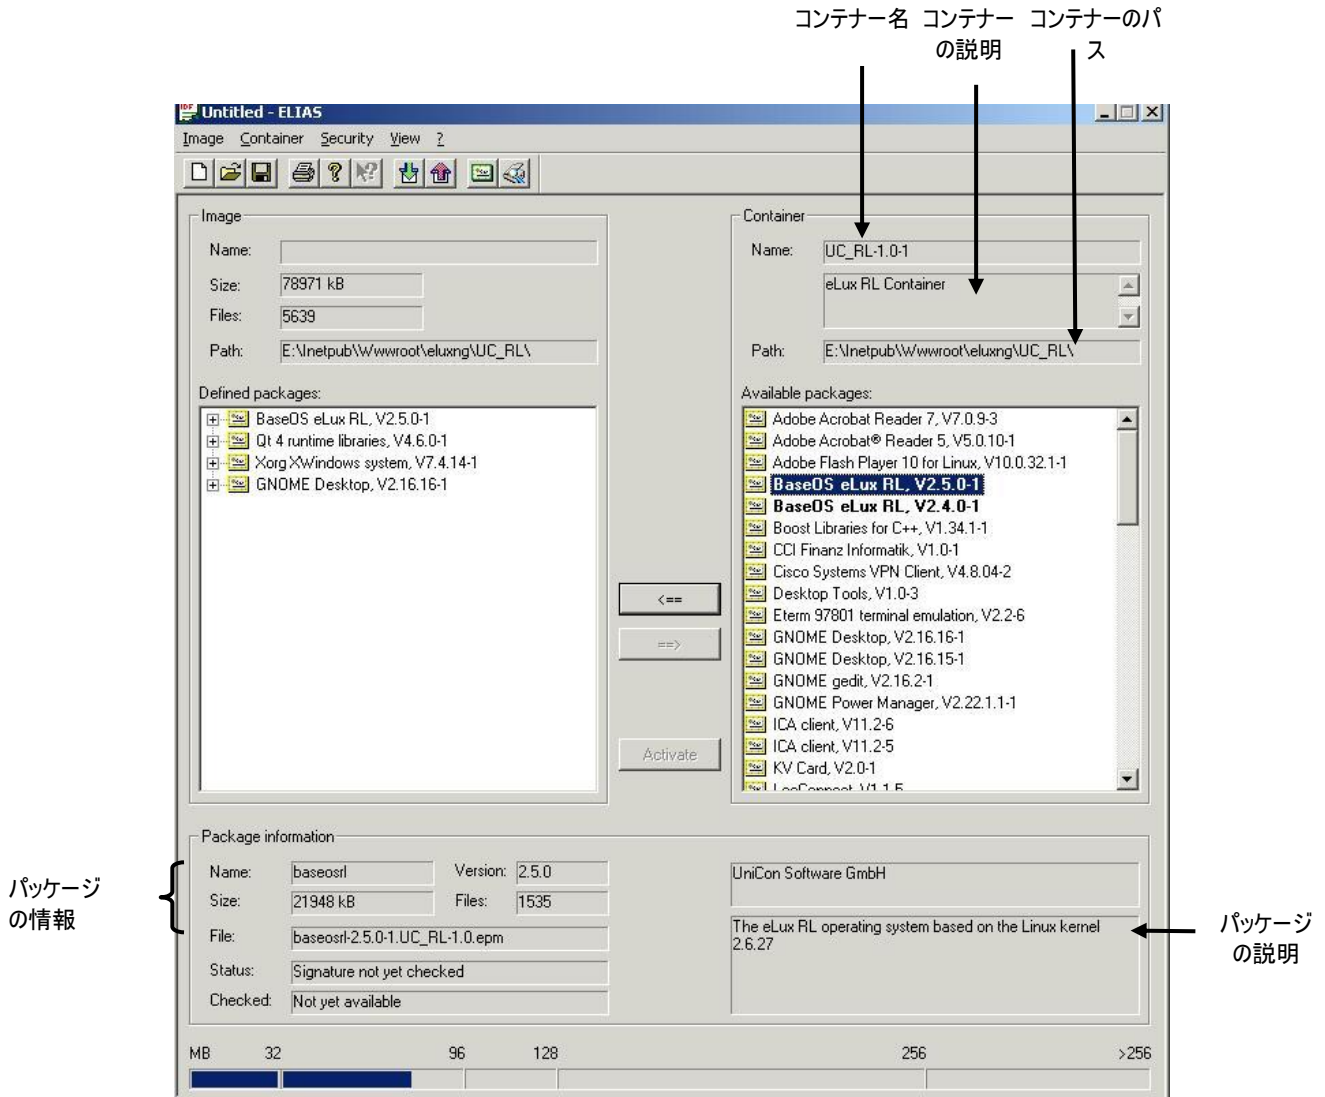 コンテナー名 コンテナー コンテナーのパ
の説明 ス
Untitled - ELIAS
Image Container Security View ?
Image
Name:
Size: 78971 kB
Files: 5639
Path: E:\Inetpub\Wwwroot\eluxng\UC_RL\
Defined packages:
BaseOS eLux RL, V2.5.0-1
Qt 4 runtime libraries, V4.6.0-1
Xorg XWindows system, V7.4.14-1
GNOME Desktop, V2.16.16-1
<==
==>
Activate
Container
Name: UC_RL-1.0-1
eLux RL Container
Path: E:\Inetpub\Wwwroot\eluxng\UC_RL\
Available packages:
Adobe Acrobat Reader 7, V7.0.9-3
Adobe Acrobat® Reader 5, V5.0.10-1
Adobe Flash Player 10 for Linux, V10.0.32.1-1
BaseOS eLux RL, V2.5.0-1
BaseOS eLux RL, V2.4.0-1
Boost Libraries for C++, V1.34.1-1
CCI Finanz Informatik, V1.0-1
Cisco Systems VPN Client, V4.8.04-2
Desktop Tools, V1.0-3
Eterm 97801 terminal emulation, V2.2-6
GNOME Desktop, V2.16.16-1
GNOME Desktop, V2.16.15-1
GNOME gedit, V2.16.2-1
GNOME Power Manager, V2.22.1.1-1
ICA client, V11.2-6
ICA client, V11.2-5
KV Card, V2.0-1
Package information
Name: baseosrl Version: 2.5.0
Size: 21948 kB Files: 1535
File: baseosrl-2.5.0-1.UC_RL-1.0.epm
Status: Signature not yet checked
Checked: Not yet available
UniCon Software GmbH
The eLux RL operating system based on the Linux kernel
2.6.27
パッケージ
の情報
パッケージ
の説明
MB 32 96 128 256 >256